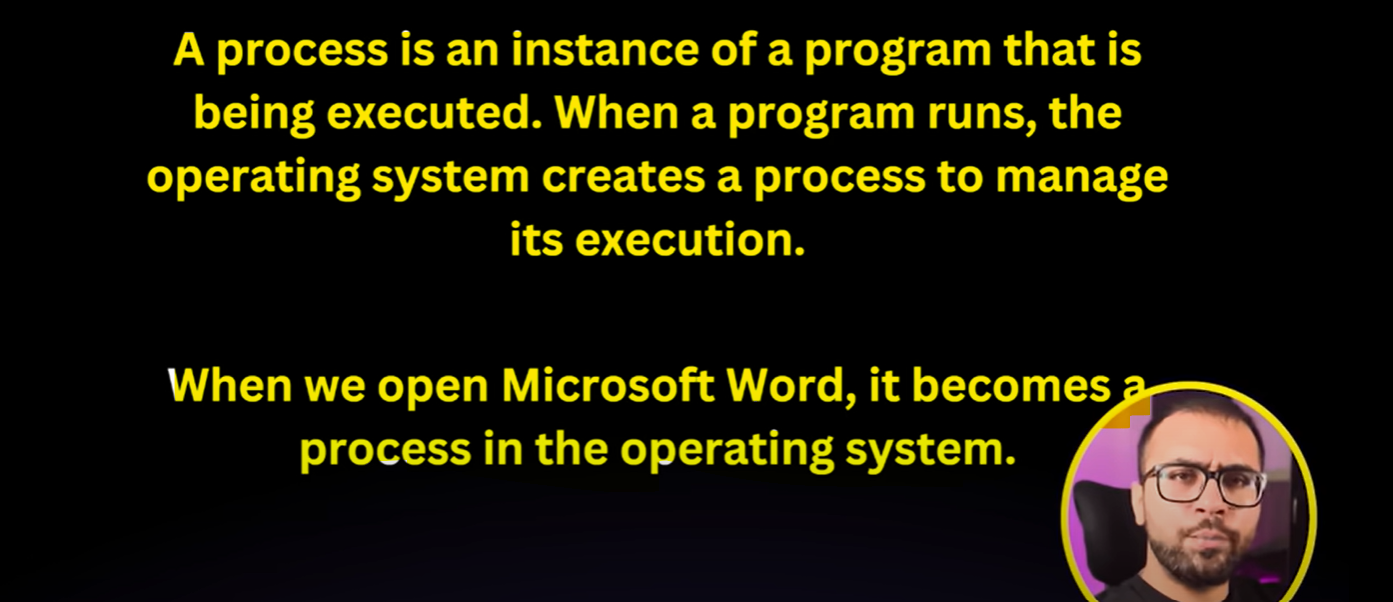 A process is an instance of a program that is
being executed. When a program runs, the
operating system creates a process to manage
its execution.
When we open Microsoft Word, it becomes a
process in the operating system.